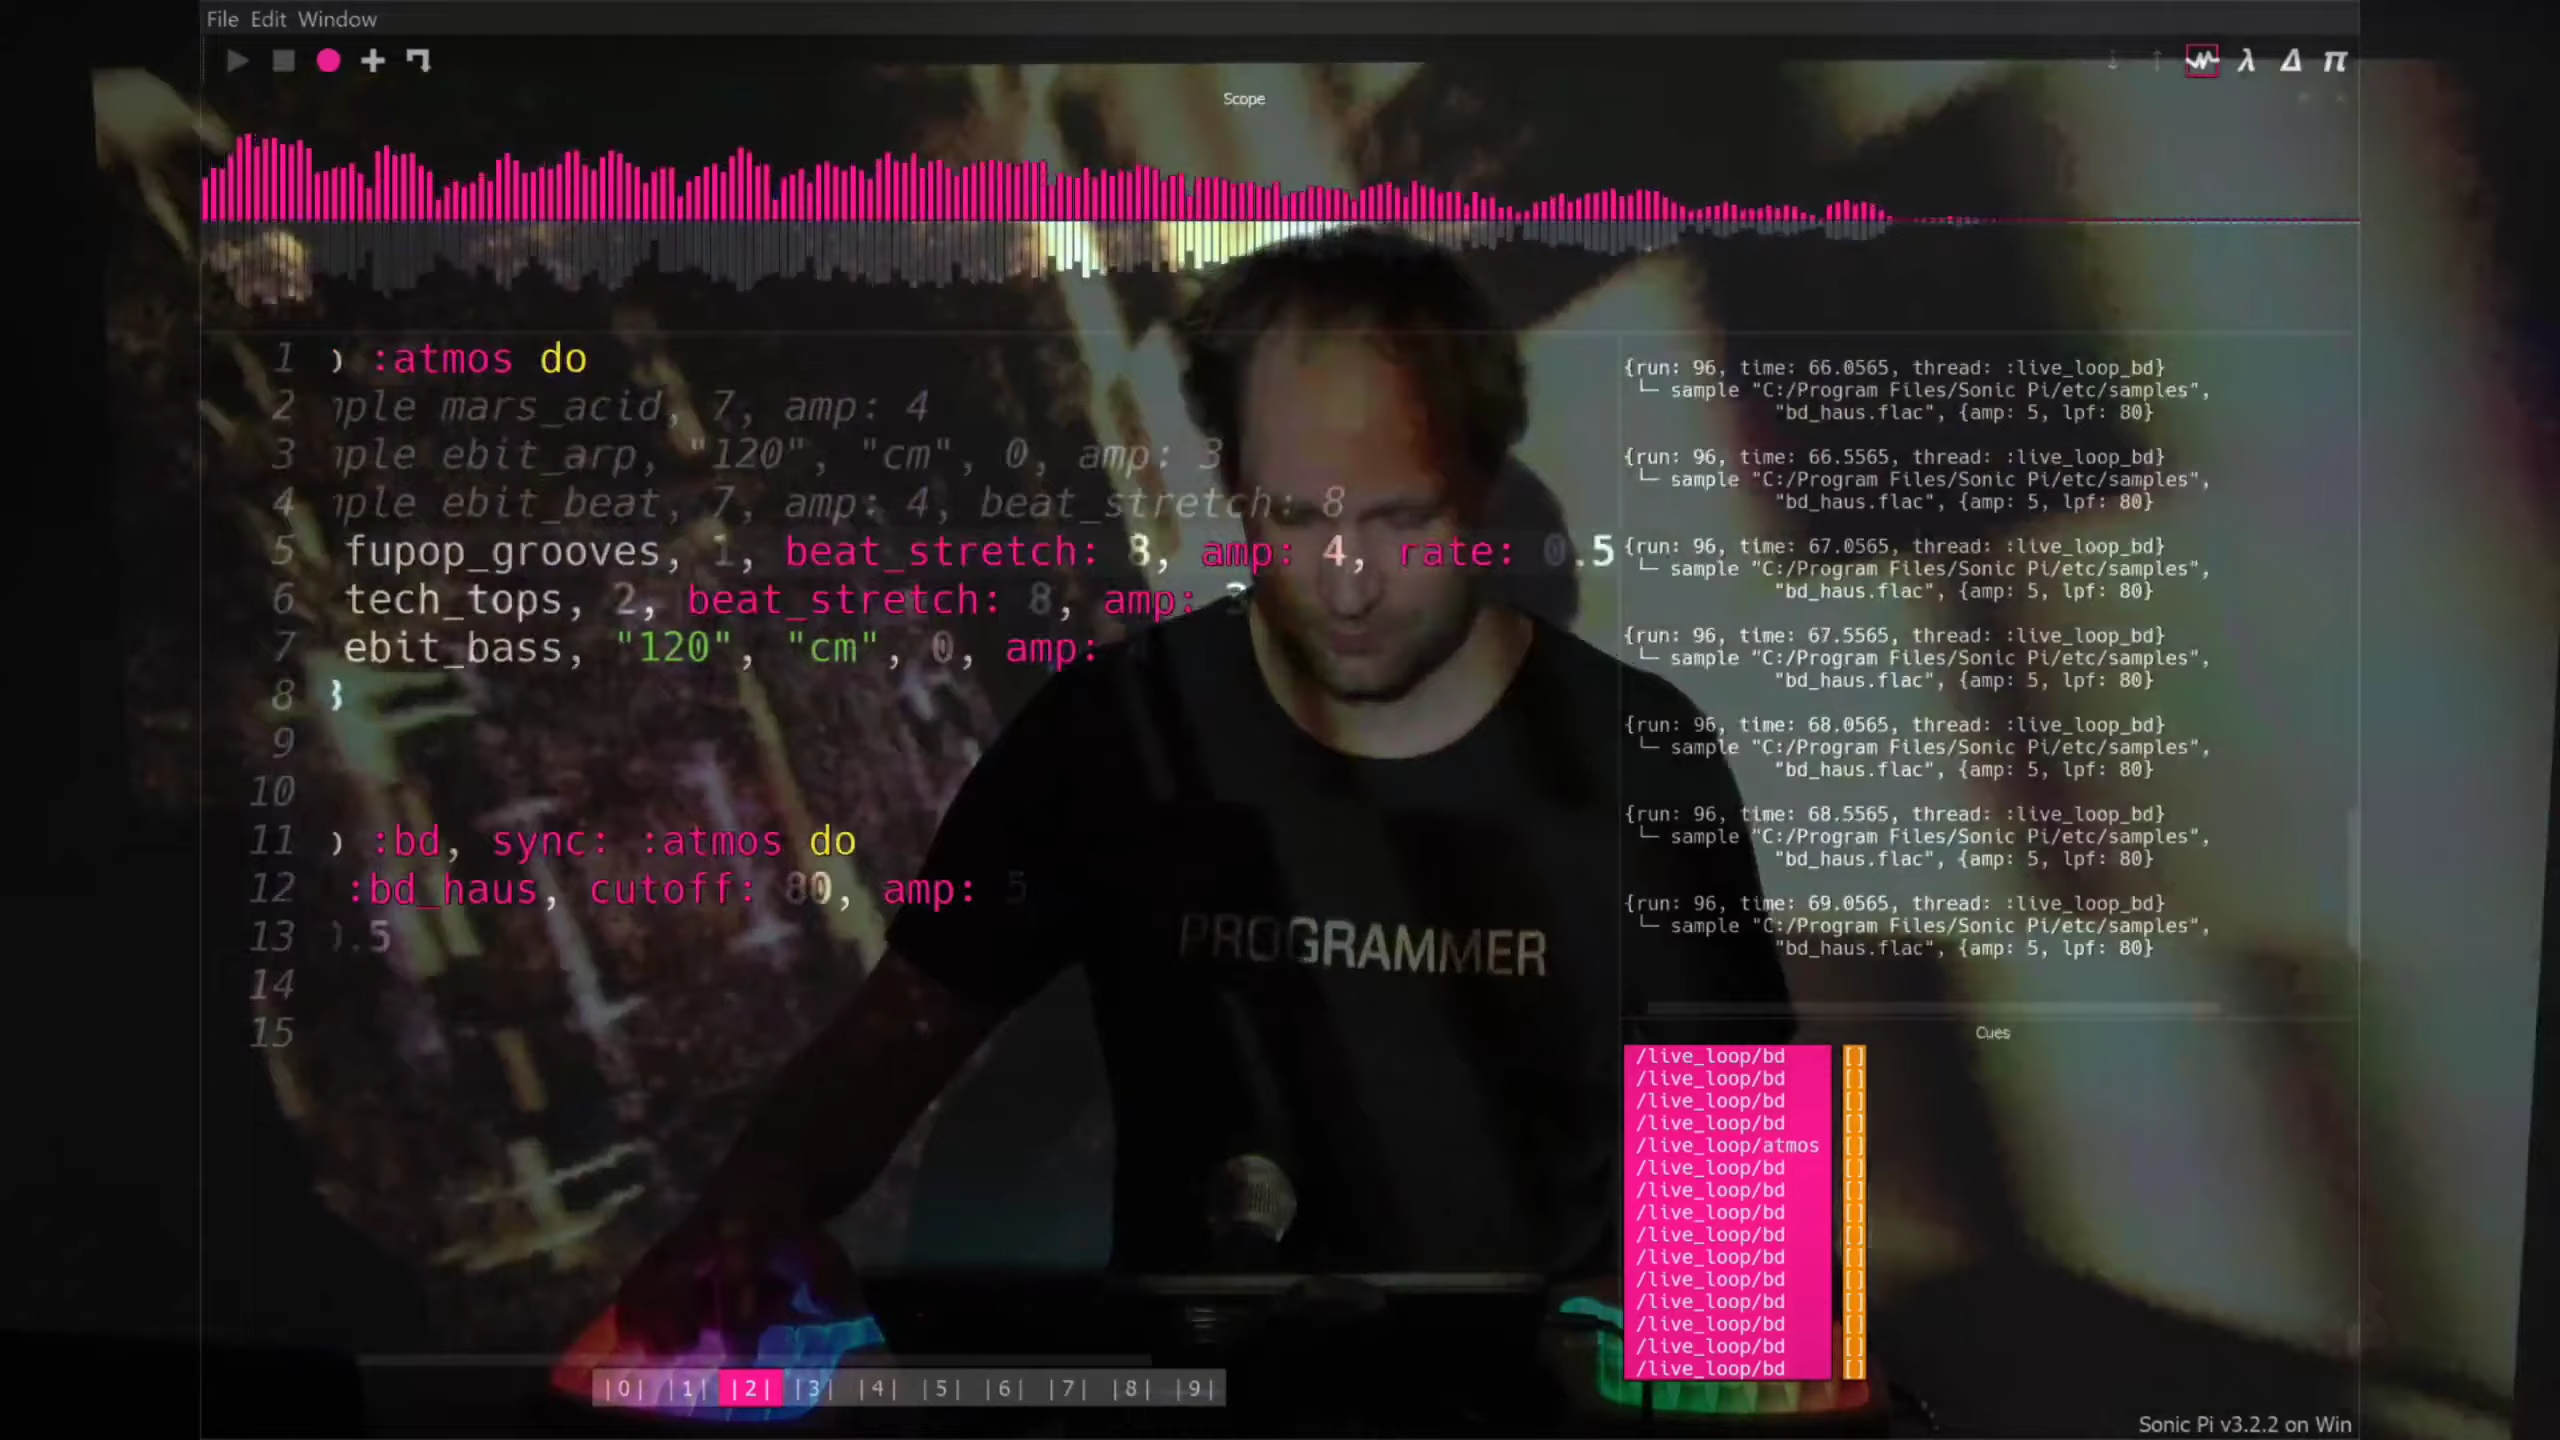 File Edit Window
Scope
1 :atmos do
2 mple mars_acid, 7, amp: 4
3 mple ebit_arp, "120", "cm", 0, amp: 3
4 mple ebit_beat, 7, amp: 4, beat_stretch: 8
5 fupop_grooves, 1, beat_stretch: 8, amp: 4, rate: 0.5
6 tech_tops, 2, beat_stretch: 8, amp: 3
7 ebit_bass, "120", "cm", 0, amp:
8
9
10
11 :bd, sync: :atmos do
12 :bd_haus, cutoff: 80, amp: 5
13 .5
14
15
PROGRAMMER
{run: 96, time: 66.0565, thread: :live_loop_bd}
└─ sample "C:/Program Files/Sonic Pi/etc/samples",
"bd_haus.flac", {amp: 5, lpf: 80}
{run: 96, time: 66.5565, thread: :live_loop_bd}
└─ sample "C:/Program Files/Sonic Pi/etc/samples",
"bd_haus.flac", {amp: 5, lpf: 80}
{run: 96, time: 67.0565, thread: :live_loop_bd}
└─ sample "C:/Program Files/Sonic Pi/etc/samples",
"bd_haus.flac", {amp: 5, lpf: 80}
{run: 96, time: 67.5565, thread: :live_loop_bd}
└─ sample "C:/Program Files/Sonic Pi/etc/samples",
"bd_haus.flac", {amp: 5, lpf: 80}
{run: 96, time: 68.0565, thread: :live_loop_bd}
└─ sample "C:/Program Files/Sonic Pi/etc/samples",
"bd_haus.flac", {amp: 5, lpf: 80}
{run: 96, time: 68.5565, thread: :live_loop_bd}
└─ sample "C:/Program Files/Sonic Pi/etc/samples",
"bd_haus.flac", {amp: 5, lpf: 80}
{run: 96, time: 69.0565, thread: :live_loop_bd}
└─ sample "C:/Program Files/Sonic Pi/etc/samples",
"bd_haus.flac", {amp: 5, lpf: 80}
Cues
/live_loop/bd []
/live_loop/bd []
/live_loop/bd []
/live_loop/bd []
/live_loop/atmos []
/live_loop/bd []
/live_loop/bd []
/live_loop/bd []
/live_loop/bd []
/live_loop/bd []
/live_loop/bd []
/live_loop/bd []
/live_loop/bd []
/live_loop/bd []
/live_loop/bd []
|0| |1| |2| |3| |4| |5| |6| |7| |8| |9|
Sonic Pi v3.2.2 on Win